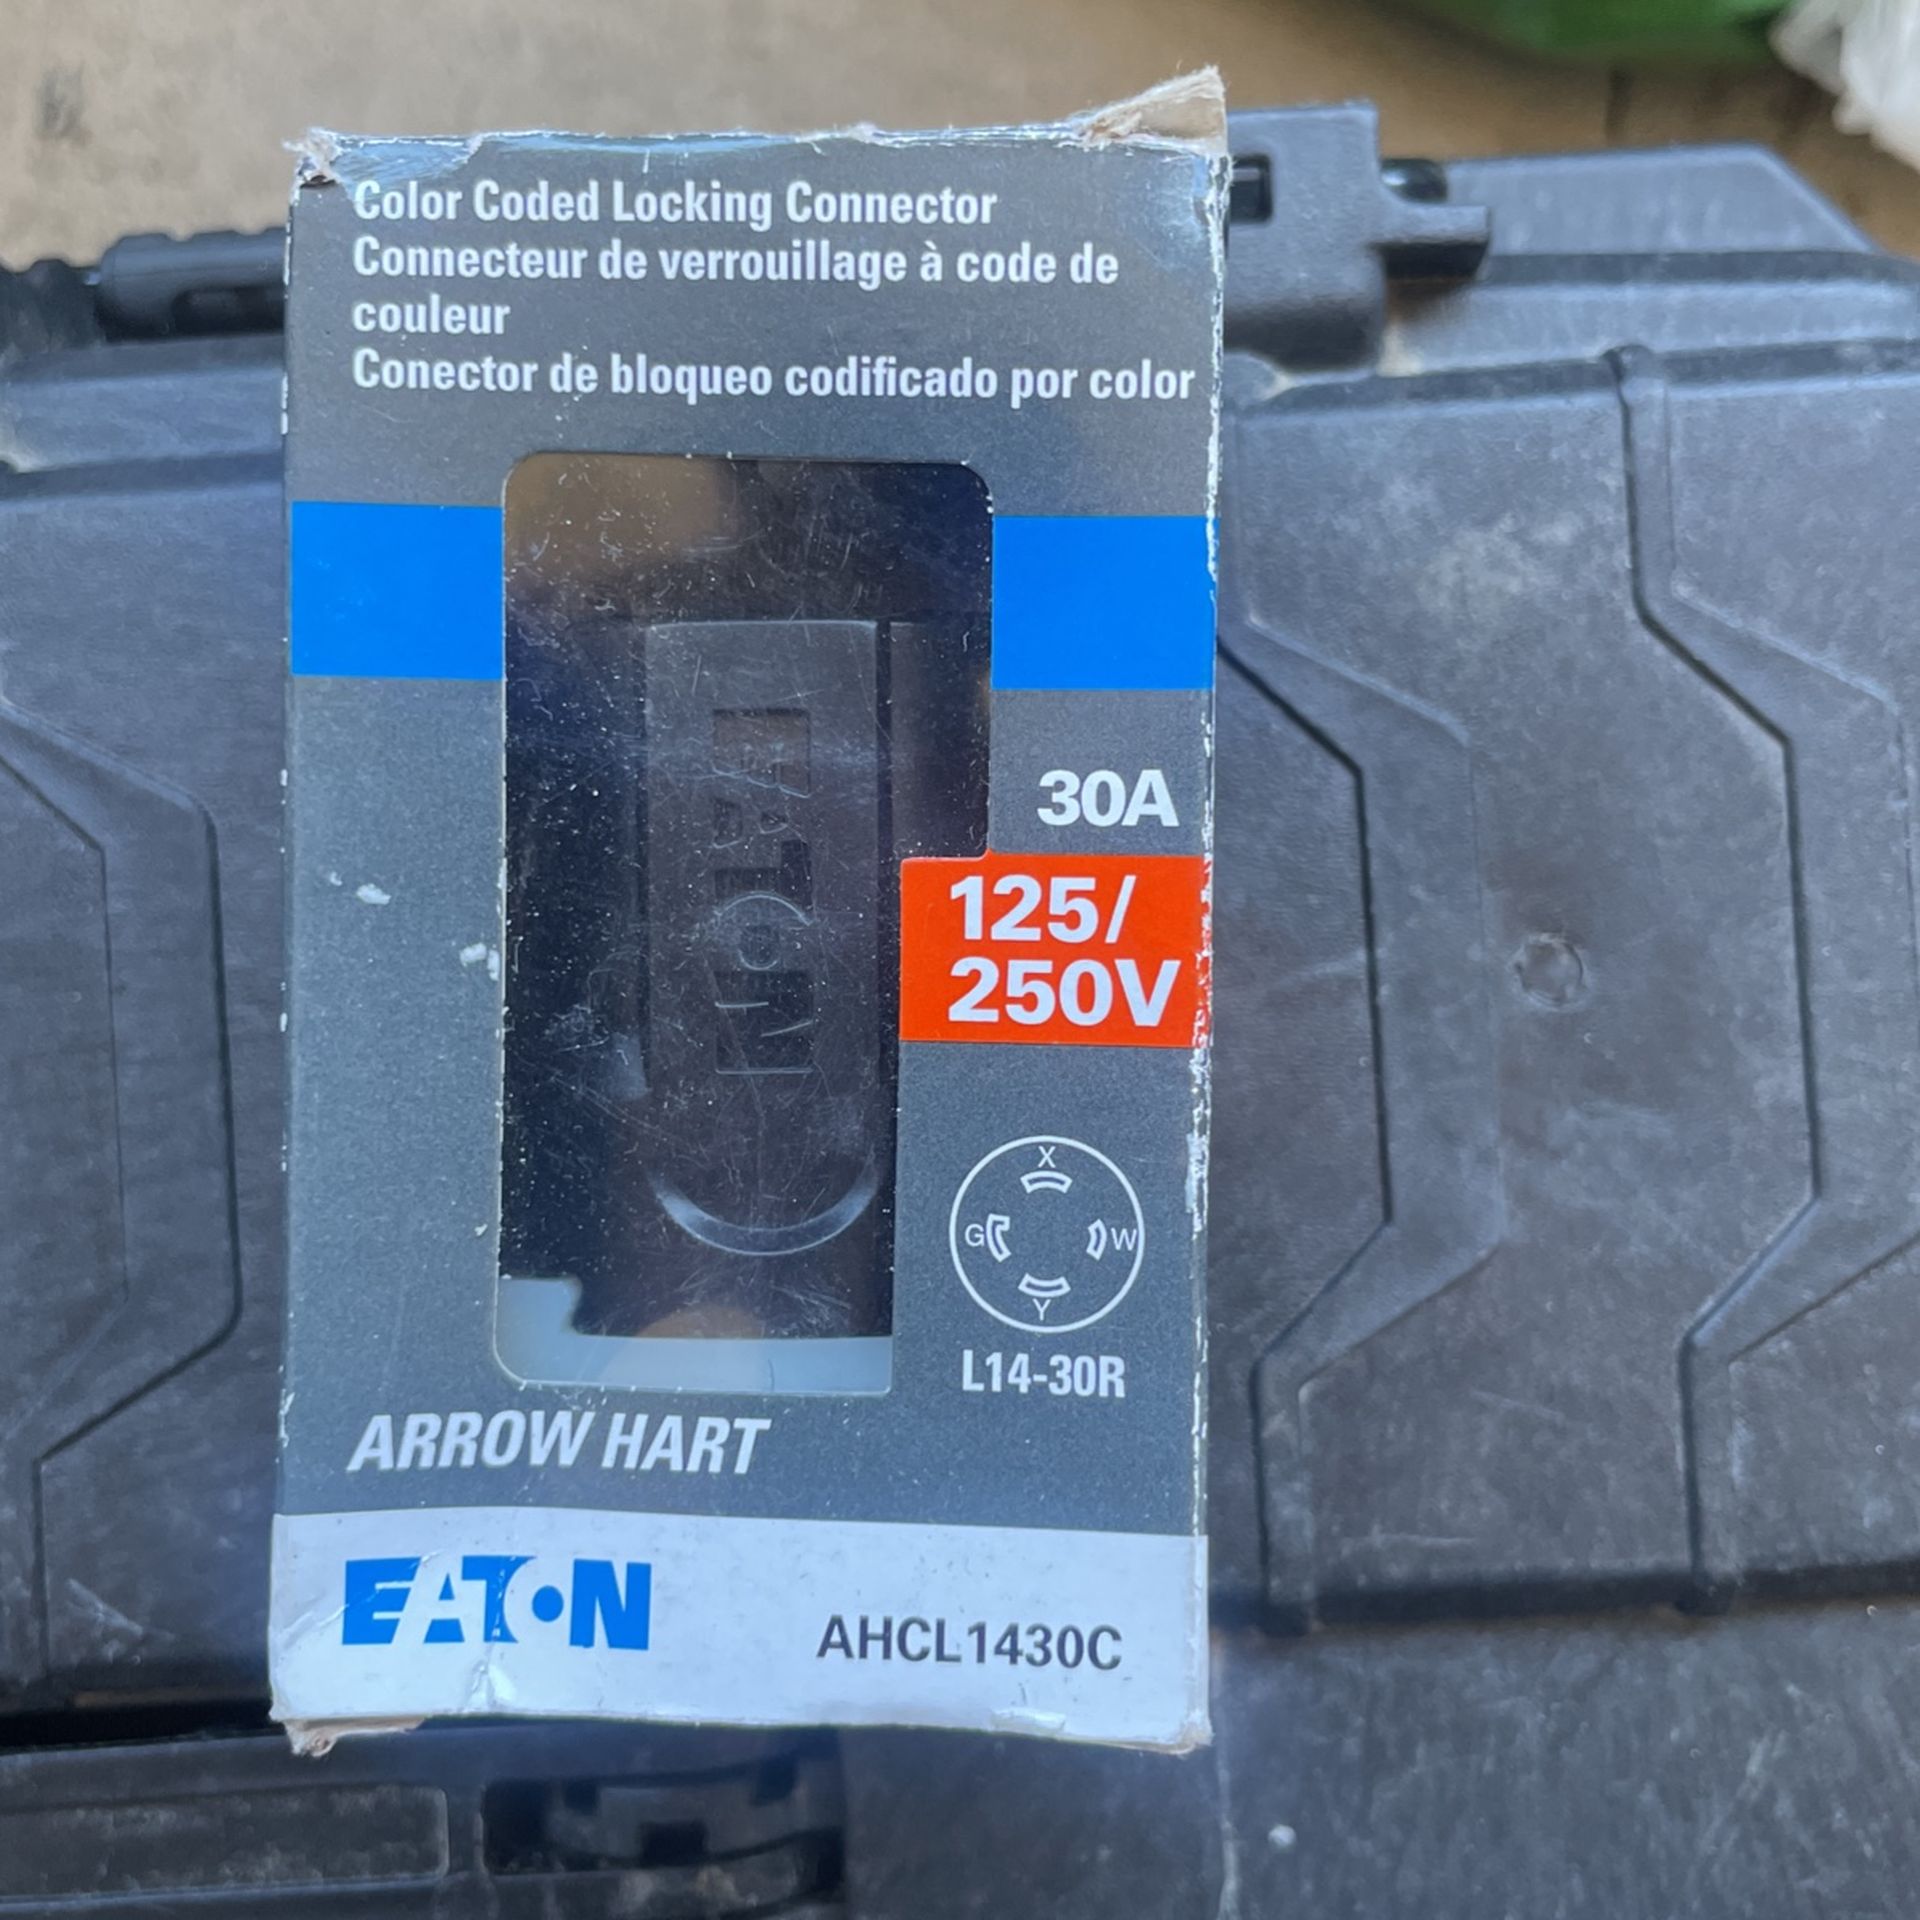 Color Coded Locking Connector
Connecteur de verrouillage à code de
couleur
Conector de bloqueo codificado por color
EATON
30A
125/
250V
X
G W
Y
L14-30R
ARROW HART
EATON
AHCL1430C